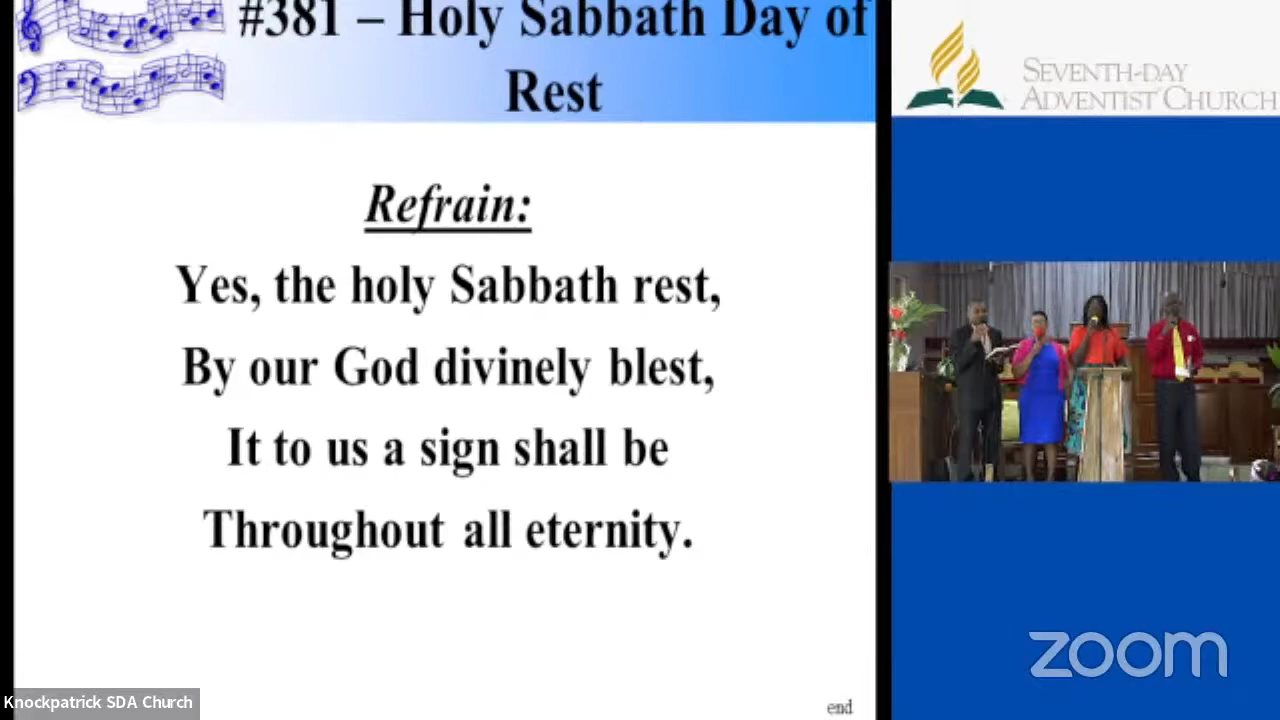 #381 – Holy Sabbath Day of
Rest
Refrain:
Yes, the holy Sabbath rest,
By our God divinely blest,
It to us a sign shall be
Throughout all eternity.
end
SEVENTH-DAY
ADVENTIST CHURCH
zoom
Knockpatrick SDA Church